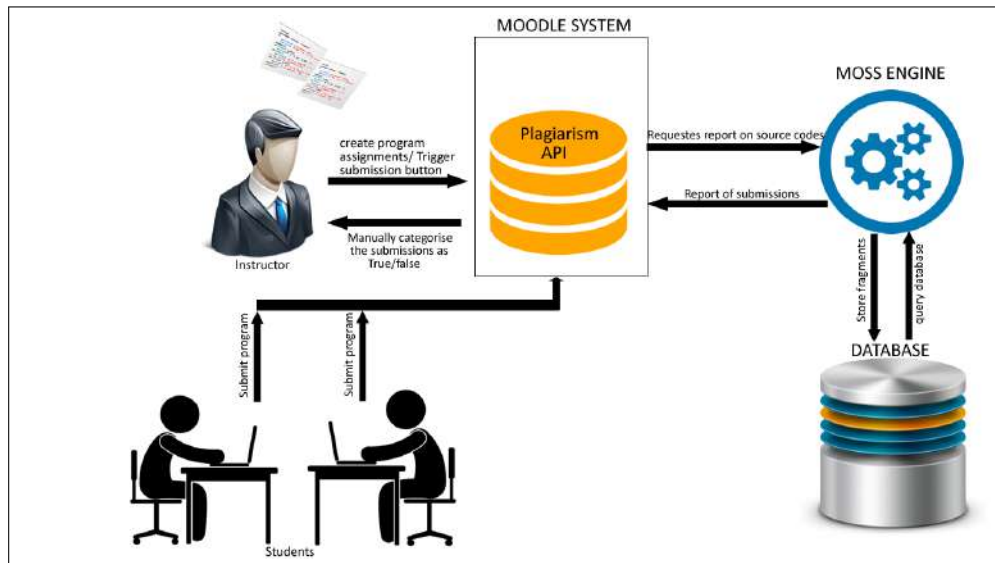 MOODLE SYSTEM
MOSS ENGINE
Plagiarism
API
create program
assignments/ Trigger
submission button
Requestes report on source codes
Report of submissions
Manually categorise
the submissions as
True/false
Instructor
Submit program
Submit program
Store fragments
query database
DATABASE
Students